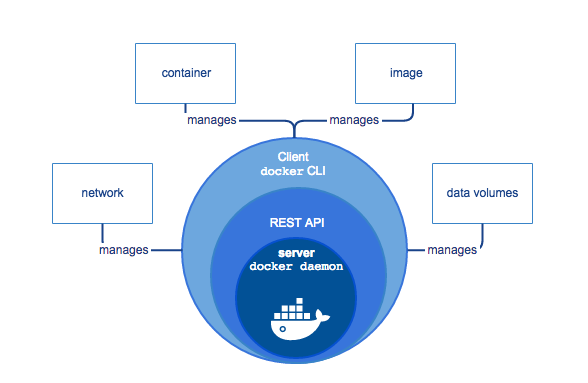 container
image
manages
manages
Client
docker CLI
network
data volumes
REST API
manages
manages
server
docker daemon